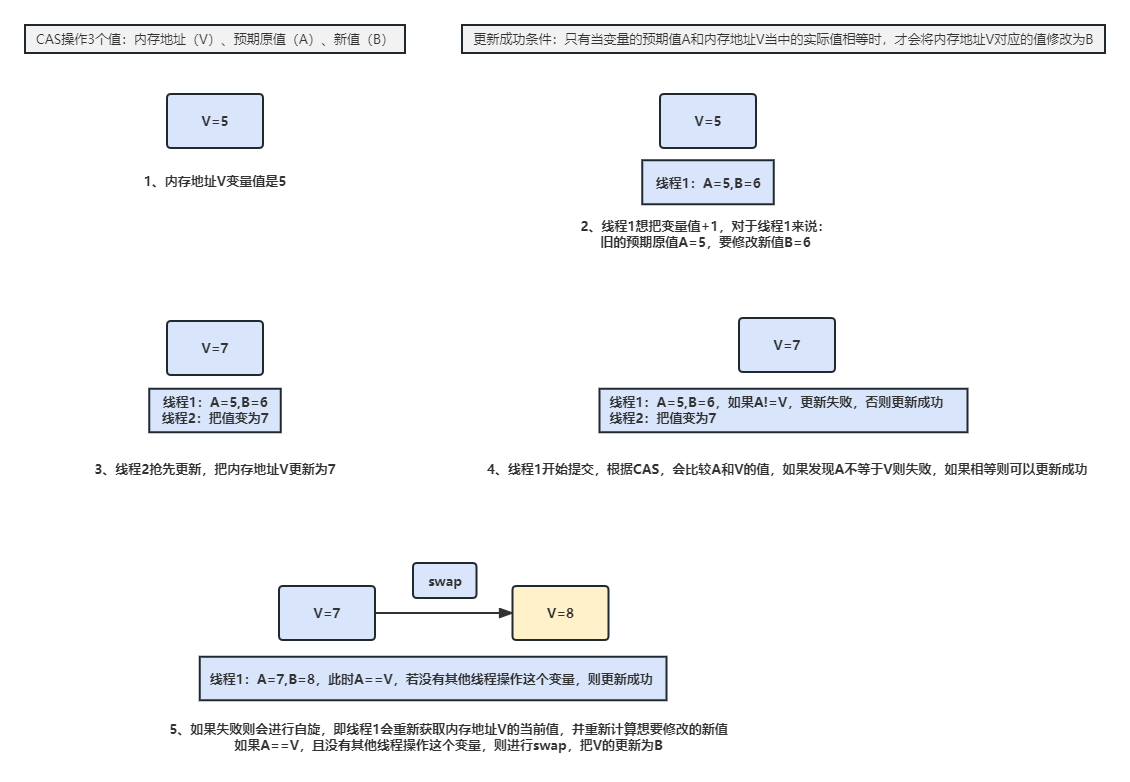 CAS操作3个值：内存地址（V）、预期原值（A）、新值（B）
更新成功条件：只有当变量的预期值A和内存地址V当中的实际值相等时，才会将内存地址V对应的值修改为B
V=5
1、内存地址V变量值是5
V=5
线程1：A=5,B=6
2、线程1想把变量值+1，对于线程1来说：
旧的预期原值A=5，要修改新值B=6
V=7
线程1：A=5,B=6
线程2：把值变为7
3、线程2抢先更新，把内存地址V更新为7
V=7
线程1：A=5,B=6，如果A!=V，更新失败，否则更新成功
线程2：把值变为7
4、线程1开始提交，根据CAS，会比较A和V的值，如果发现A不等于V则失败，如果相等则可以更新成功
swap
V=7
V=8
线程1：A=7,B=8，此时A==V，若没有其他线程操作这个变量，则更新成功
5、如果失败则会进行自旋，即线程1会重新获取内存地址V的当前值，并重新计算想要修改的新值
如果A==V，且没有其他线程操作这个变量，则进行swap，把V的更新为B